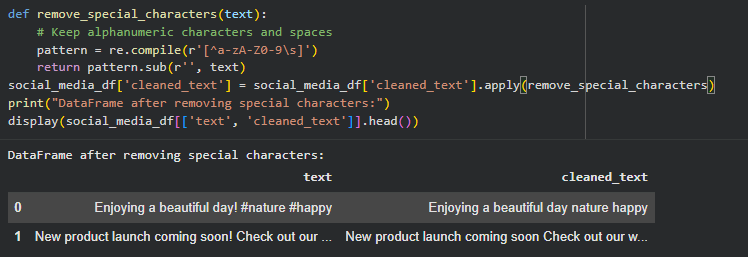 def remove_special_characters(text):
    # Keep alphanumeric characters and spaces
    pattern = re.compile(r'[^a-zA-Z0-9\s]')
    return pattern.sub(r'', text)
social_media_df['cleaned_text'] = social_media_df['cleaned_text'].apply(remove_special_characters)
print("DataFrame after removing special characters:")
display(social_media_df[['text', 'cleaned_text']].head())
DataFrame after removing special characters:
text cleaned_text
0 Enjoying a beautiful day! #nature #happy Enjoying a beautiful day nature happy
1 New product launch coming soon! Check out our ... New product launch coming soon Check out our w...